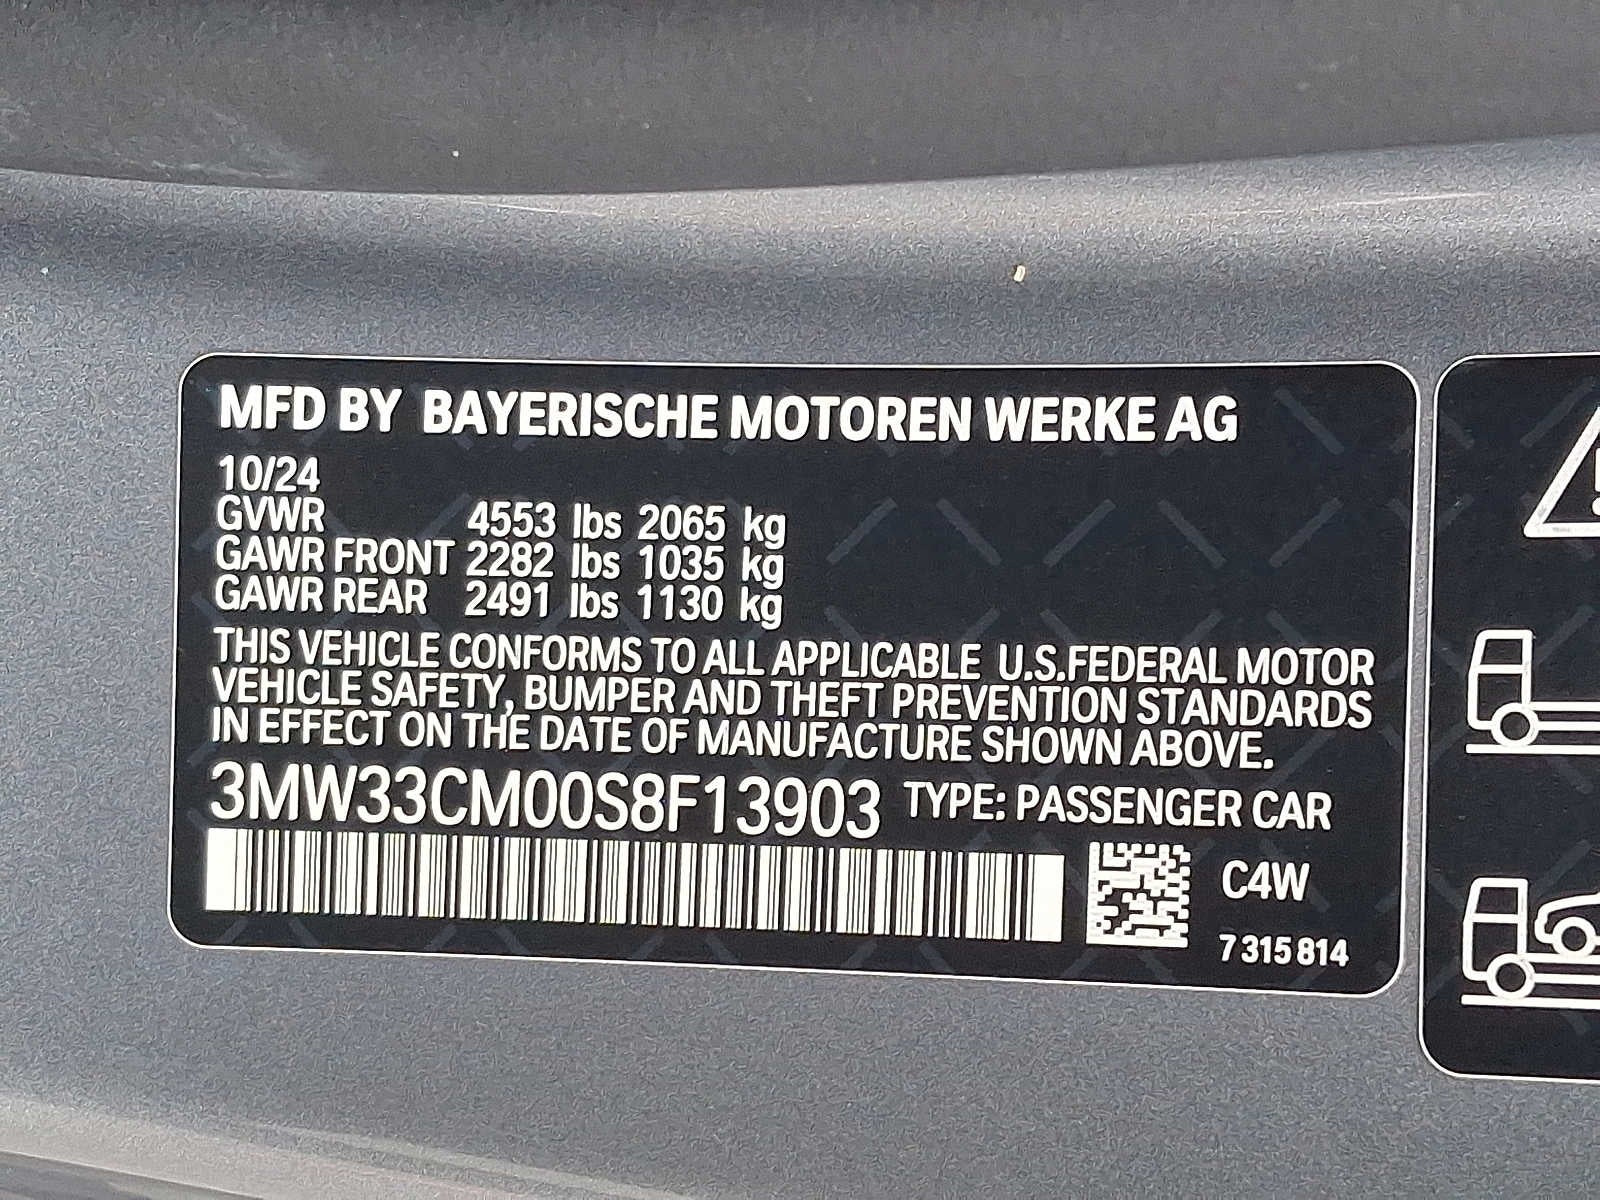 MFD BY BAYERISCHE MOTOREN WERKE AG
10/24
GVWR 4553 lbs 2065 kg
GAWR FRONT 2282 lbs 1035 kg
GAWR REAR 2491 lbs 1130 kg
THIS VEHICLE CONFORMS TO ALL APPLICABLE U.S.FEDERAL MOTOR
VEHICLE SAFETY, BUMPER AND THEFT PREVENTION STANDARDS
IN EFFECT ON THE DATE OF MANUFACTURE SHOWN ABOVE.
3MW33CM00S8F13903 TYPE: PASSENGER CAR
C4W
7 315 814